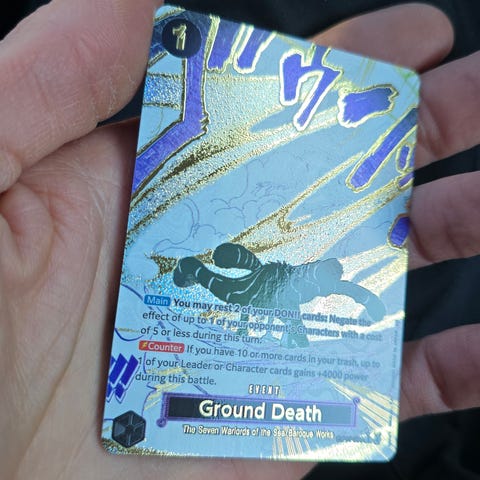 1
ドウン
Main You may rest 2 of your DON!! cards: Negate the
effect of up to 1 of your opponent's Characters with a cost
of 5 or less during this turn.
⚡Counter If you have 10 or more cards in your trash, up to
1 of your Leader or Character cards gains +4000 power
during this battle.
!!
EVENT
Ground Death
The Seven Warlords of the Sea/Baroque Works